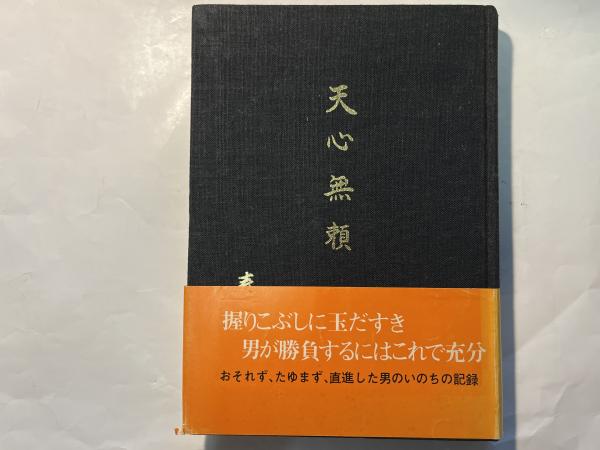 天心無頼
握りこぶしに玉だすき
男が勝負するにはこれで充分
おそれず、たゆまず、直進した男のいのちの記録